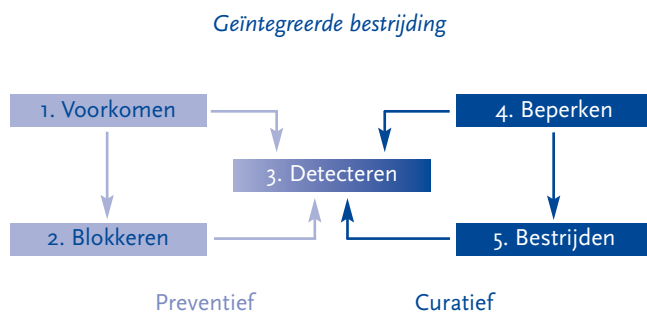 Geïntegreerde bestrijding
1. Voorkomen
4. Beperken
3. Detecteren
2. Blokkeren
5. Bestrijden
Preventief
Curatief